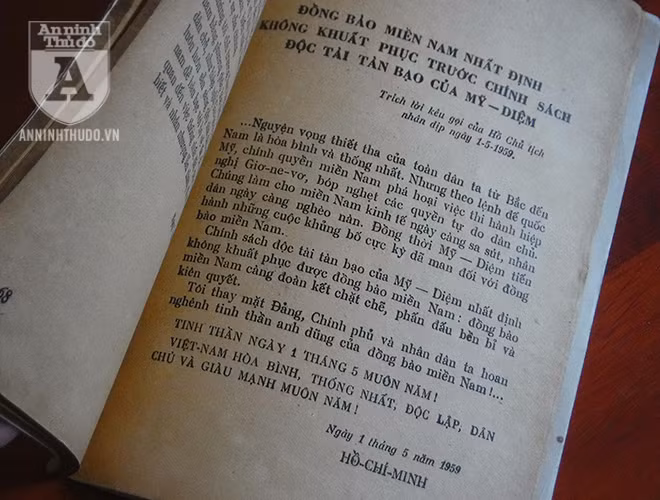 An ninh
Thủ đô
A
ANNINHTHUDO.VN
ĐỒNG BÀO MIỀN NAM NHẤT ĐỊNH
KHÔNG KHUẤT PHỤC TRƯỚC CHÍNH SÁCH
ĐỘC TÀI TÀN BẠO CỦA MỸ — DIỆM
Trích lời kêu gọi của Hồ Chủ tịch
nhân dịp ngày 1-5-1959.
...Nguyện vọng thiết tha của toàn dân ta từ Bắc đến
Nam là hòa bình và thống nhất. Nhưng theo lệnh đế quốc
Mỹ, chính quyền miền Nam phá hoại việc thi hành hiệp
nghị Giơ-ne-vơ, bóp nghẹt các quyền tự do dân chủ.
Chúng làm cho miền Nam kinh tế ngày càng sa sút, nhân
dân ngày càng nghèo nàn. Đồng thời Mỹ — Diệm tiến
hành những cuộc khủng bố cực kỳ dã man đối với đồng
bào miền Nam.
Chính sách độc tài tàn bạo của Mỹ — Diệm nhất định
không khuất phục được đồng bào miền Nam : đồng bào
miền Nam càng đoàn kết chặt chẽ, phấn đấu bền bỉ và
kiên quyết.
Tôi thay mặt Đảng, Chính phủ và nhân dân ta hoan
nghênh tinh thần anh dũng của đồng bào miền Nam !...
TINH THẦN NGÀY 1 THÁNG 5 MUÔN NĂM !
VIỆT-NAM HÒA BÌNH, THỐNG NHẤT, ĐỘC LẬP, DÂN
CHỦ VÀ GIÀU MẠNH MUÔN NĂM !
Ngày 1 tháng 5 năm 1959
HỒ-CHÍ-MINH